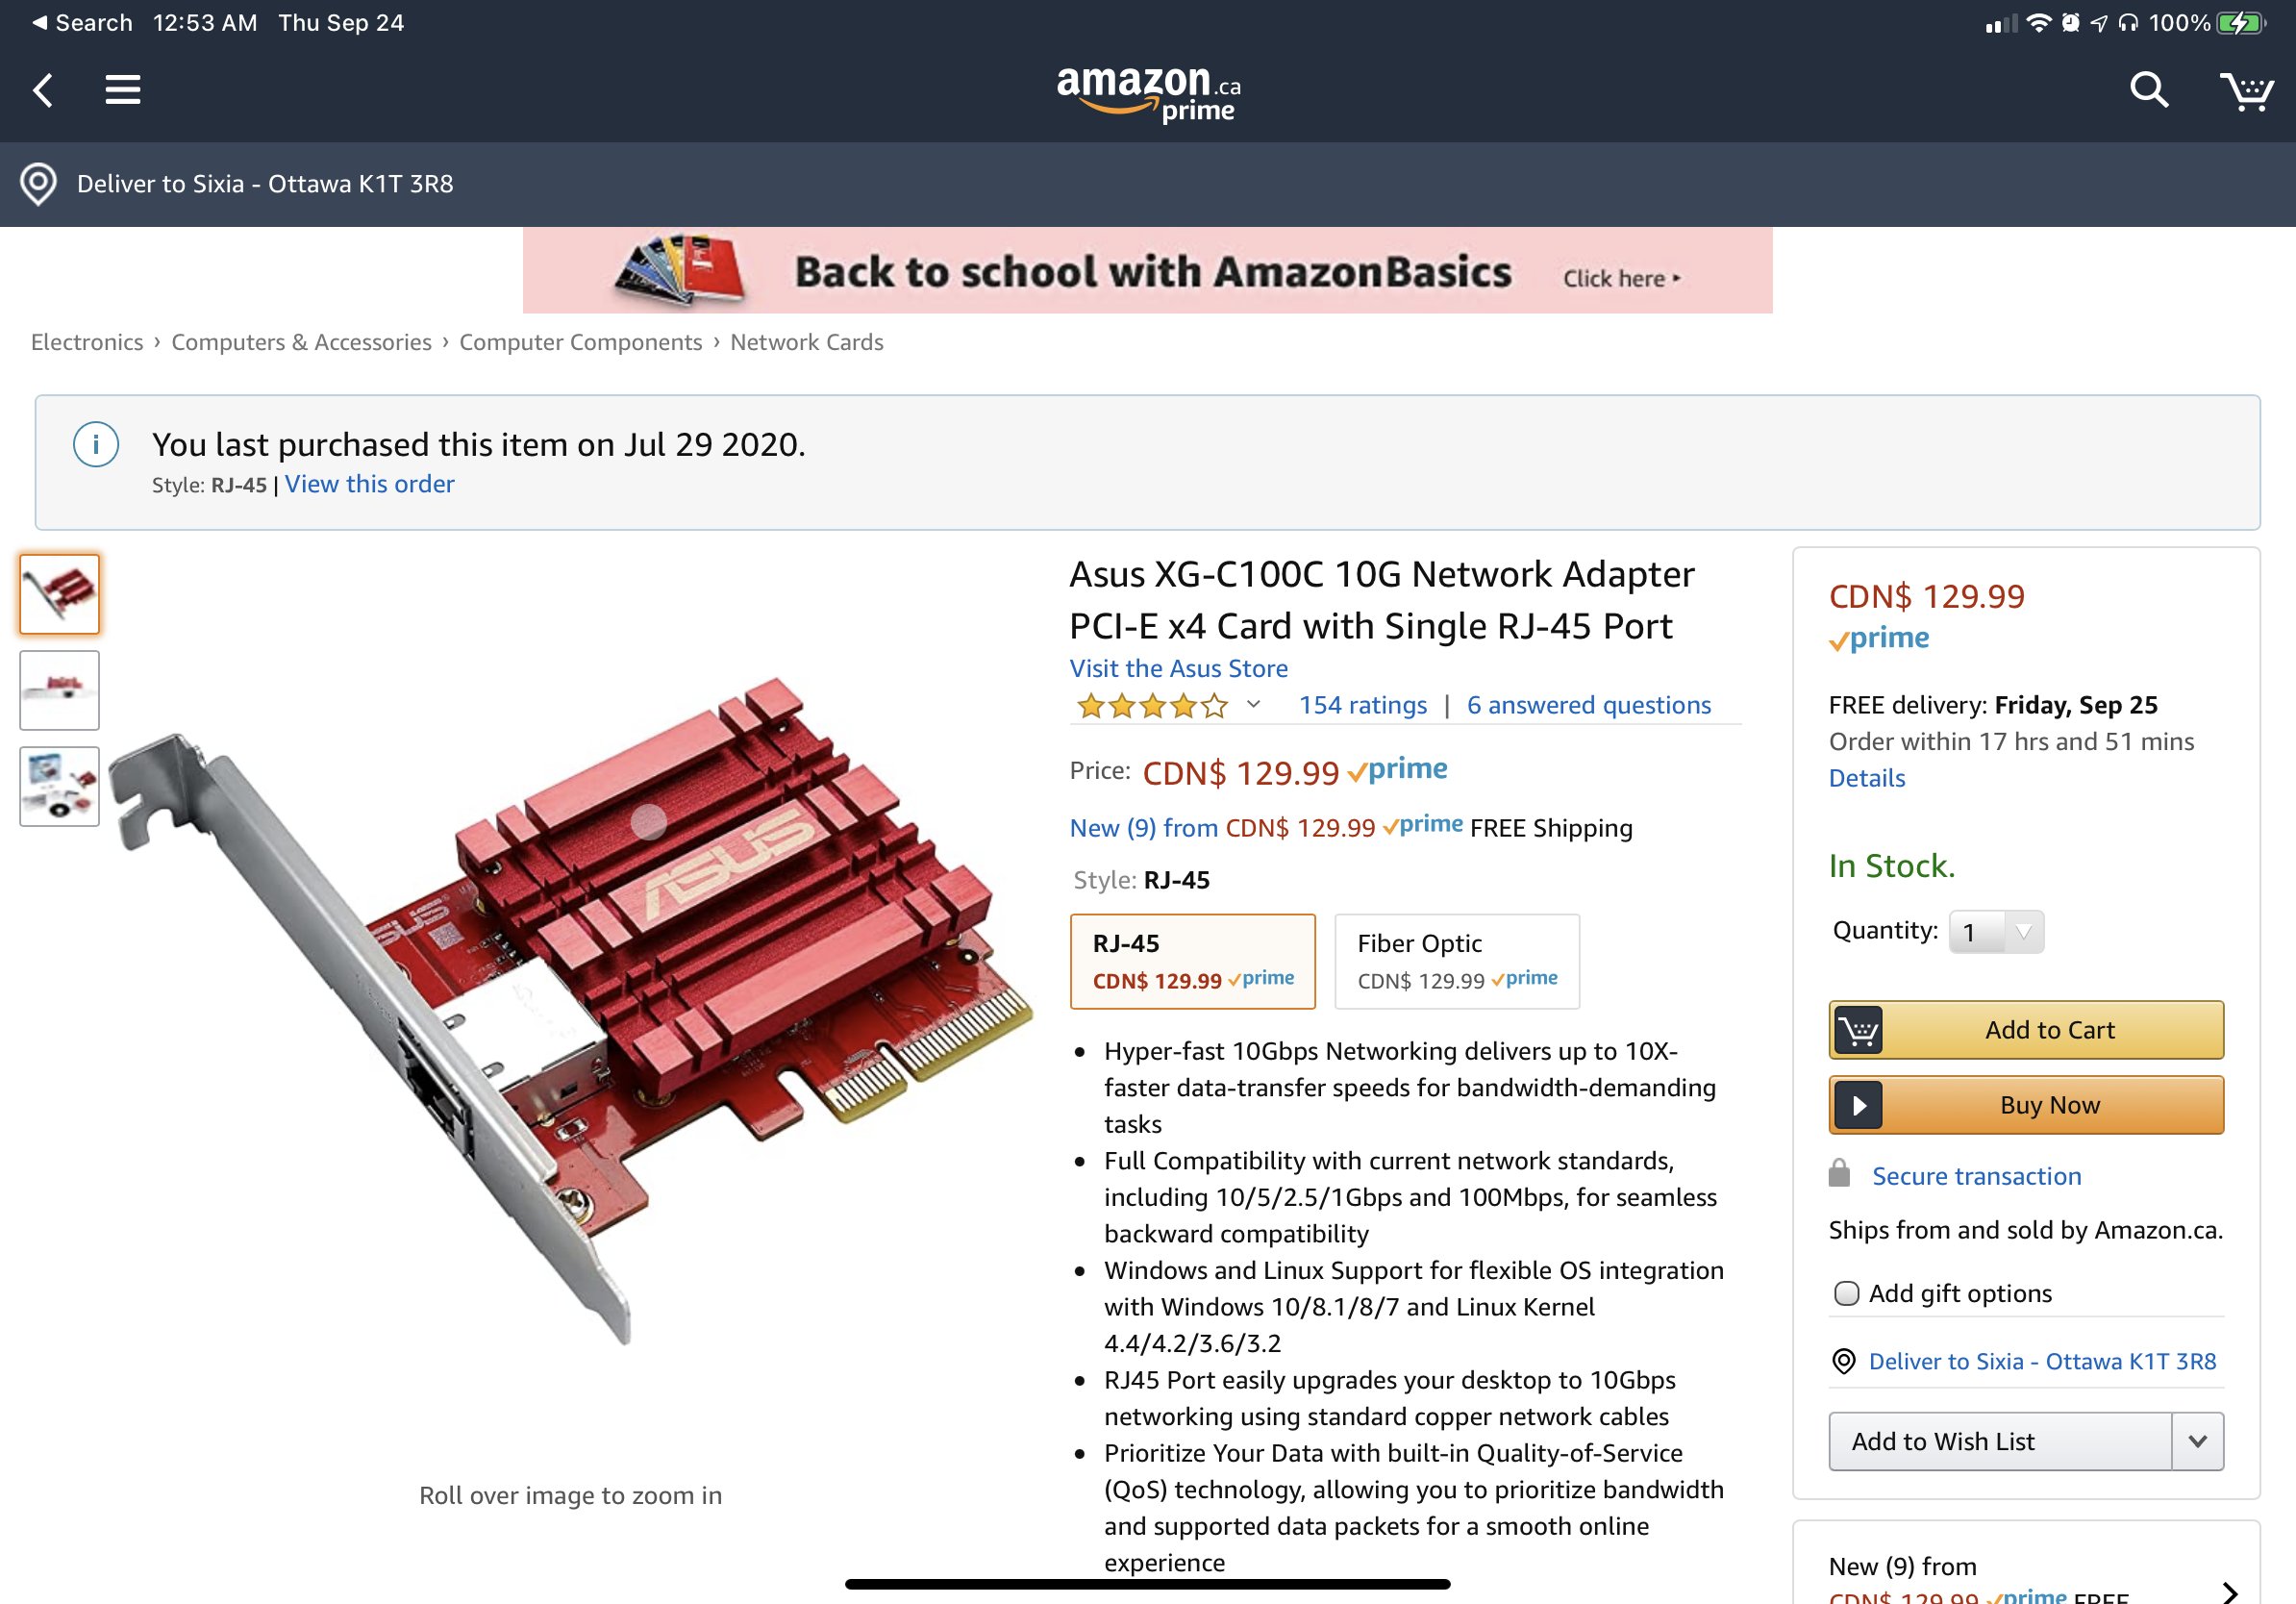 Search 12:53 AM Thu Sep 24
100%
amazon.ca
prime
Deliver to Sixia - Ottawa K1T 3R8
Back to school with AmazonBasics Click here
Electronics › Computers & Accessories › Computer Components › Network Cards
You last purchased this item on Jul 29 2020.
Style: RJ-45 | View this order
ASUS
Roll over image to zoom in
Asus XG-C100C 10G Network Adapter
PCI-E x4 Card with Single RJ-45 Port
Visit the Asus Store
154 ratings | 6 answered questions
Price: CDN$ 129.99 prime
New (9) from CDN$ 129.99 prime FREE Shipping
Style: RJ-45
RJ-45
CDN$ 129.99 prime
Fiber Optic
CDN$ 129.99 prime
• Hyper-fast 10Gbps Networking delivers up to 10X-
faster data-transfer speeds for bandwidth-demanding
tasks
• Full Compatibility with current network standards,
including 10/5/2.5/1Gbps and 100Mbps, for seamless
backward compatibility
• Windows and Linux Support for flexible OS integration
with Windows 10/8.1/8/7 and Linux Kernel
4.4/4.2/3.6/3.2
• RJ45 Port easily upgrades your desktop to 10Gbps
networking using standard copper network cables
• Prioritize Your Data with built-in Quality-of-Service
(QoS) technology, allowing you to prioritize bandwidth
and supported data packets for a smooth online
experience
CDN$ 129.99
prime
FREE delivery: Friday, Sep 25
Order within 17 hrs and 51 mins
Details
In Stock.
Quantity: 1
Add to Cart
Buy Now
Secure transaction
Ships from and sold by Amazon.ca.
Add gift options
Deliver to Sixia - Ottawa K1T 3R8
Add to Wish List
New (9) from
CDN$ 129.99 prime FREE